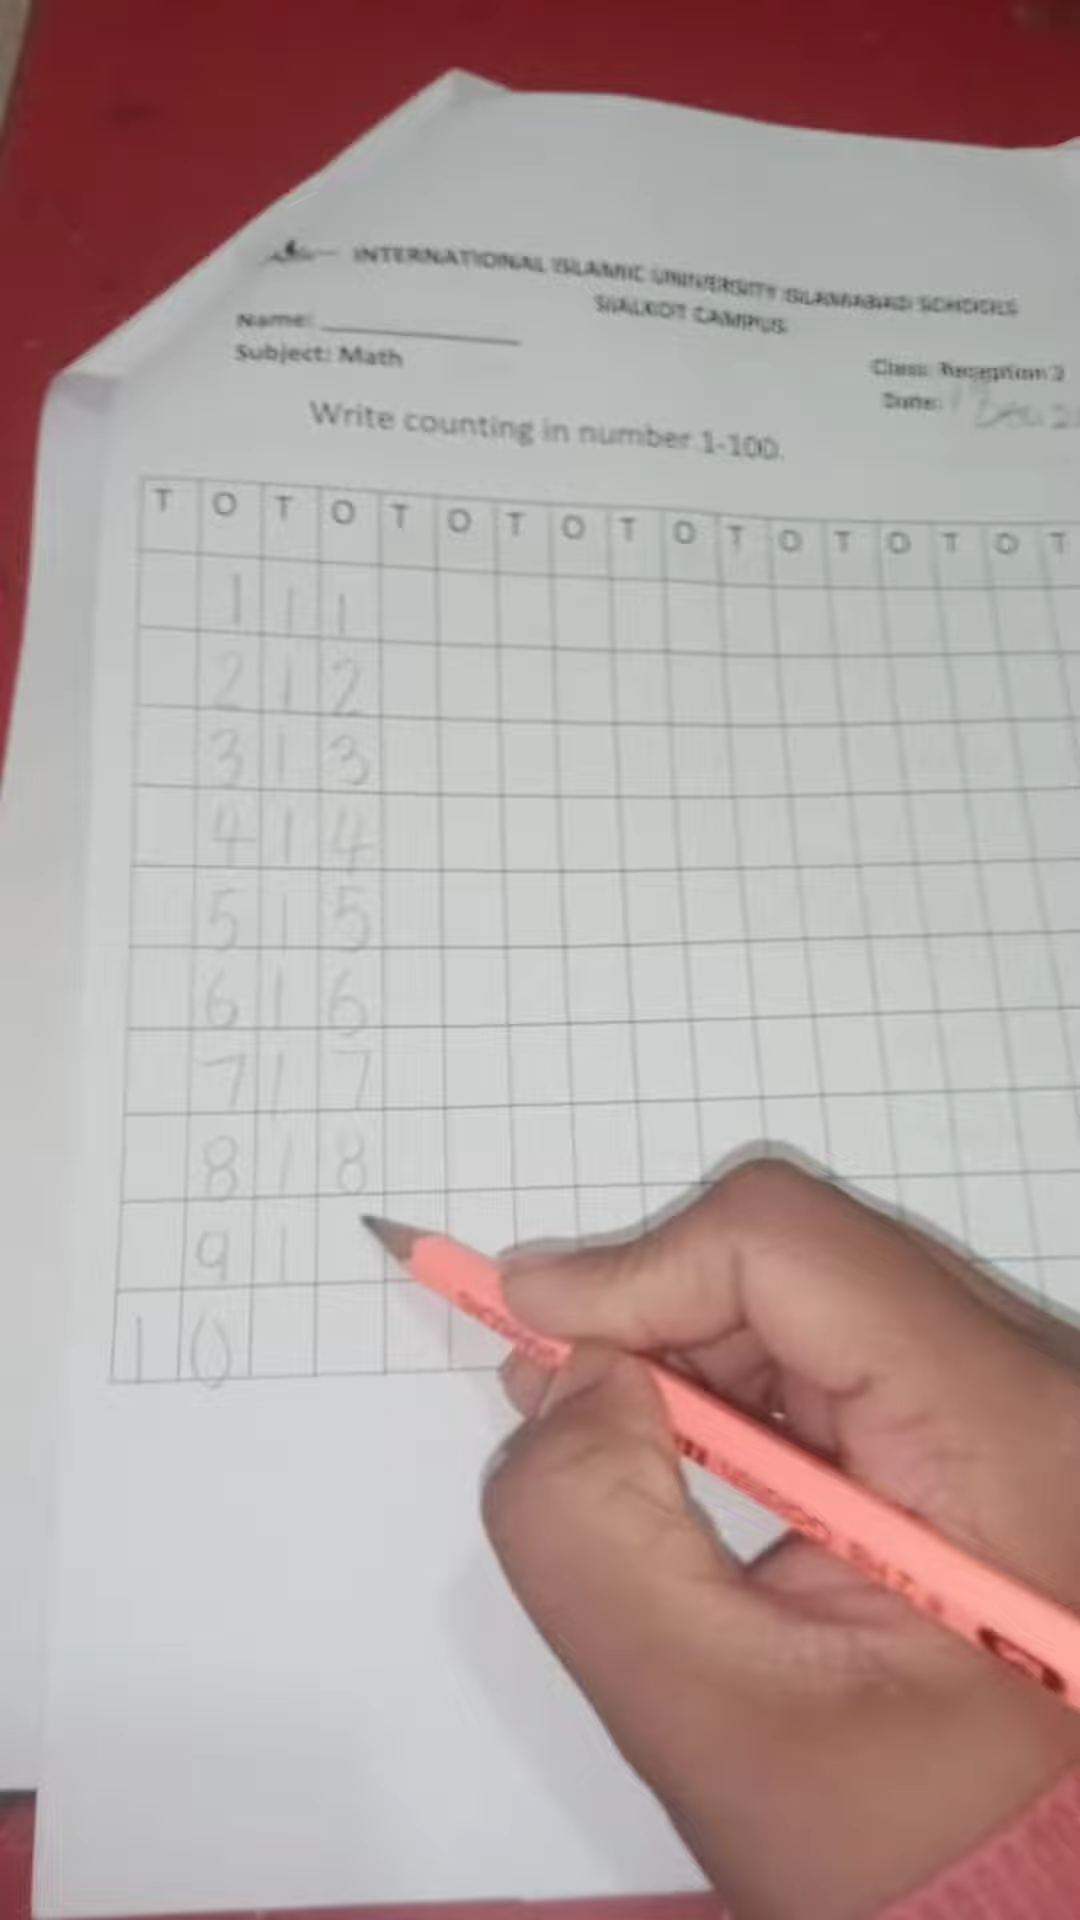 INTERNATIONAL ISLAMIC UNIVERSITY ISLAMABAD SCHOOLS
SIALKOT CAMPUS
Name:
Subject: Math
Class: Reception 2
Date: Dec
Write counting in number 1-100.
T O T O T O T O T O T O T O T O T
1 1 1
2 1 2
3 1 3
4 1 4
5 1 5
6 1 6
7 1 7
8 1 8
9 1
1 0